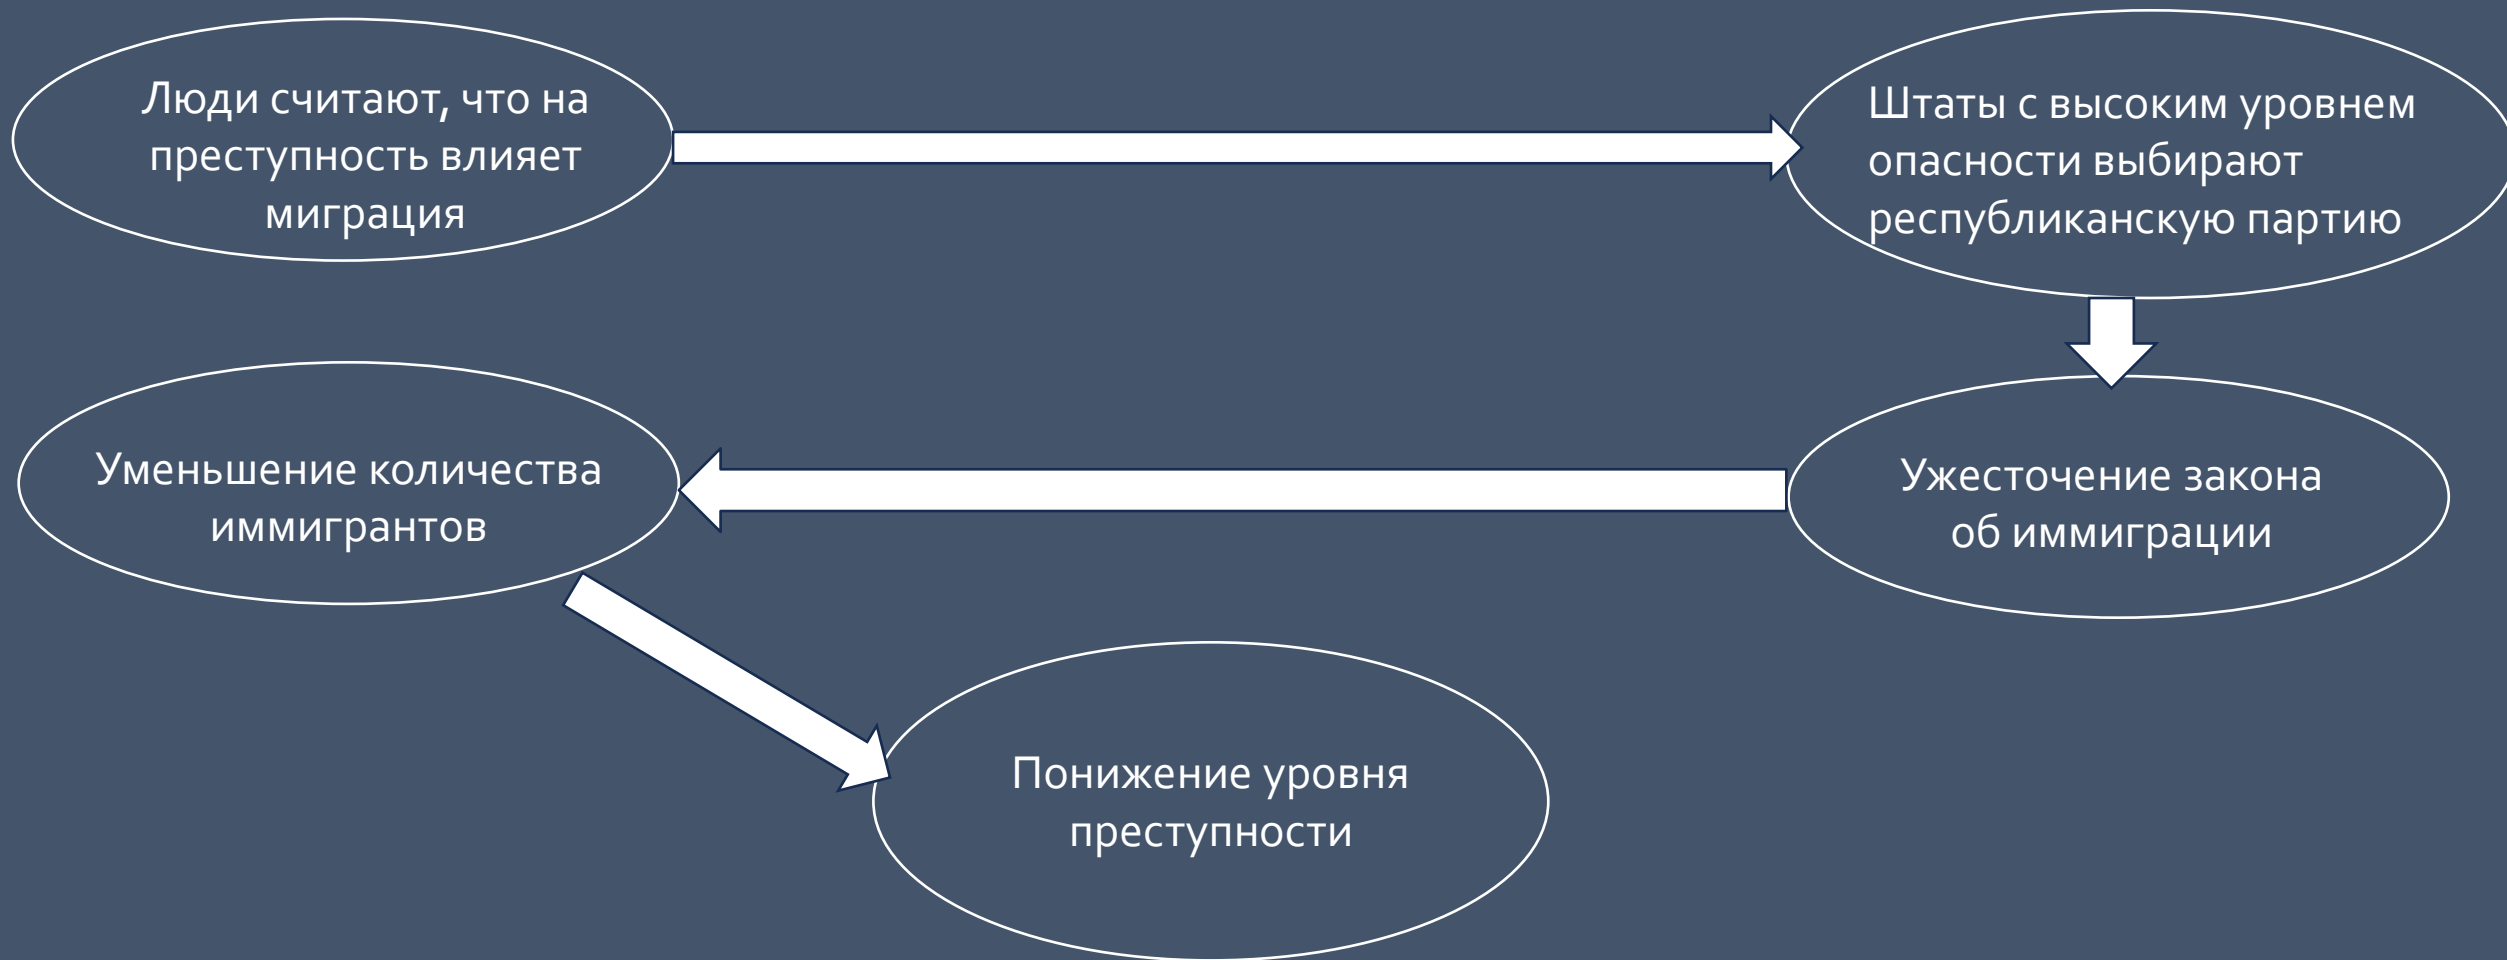 Люди считают, что на
преступность влияет
миграция
Штаты с высоким уровнем
опасности выбирают
республиканскую партию
Ужесточение закона
об иммиграции
Уменьшение количества
иммигрантов
Понижение уровня
преступности